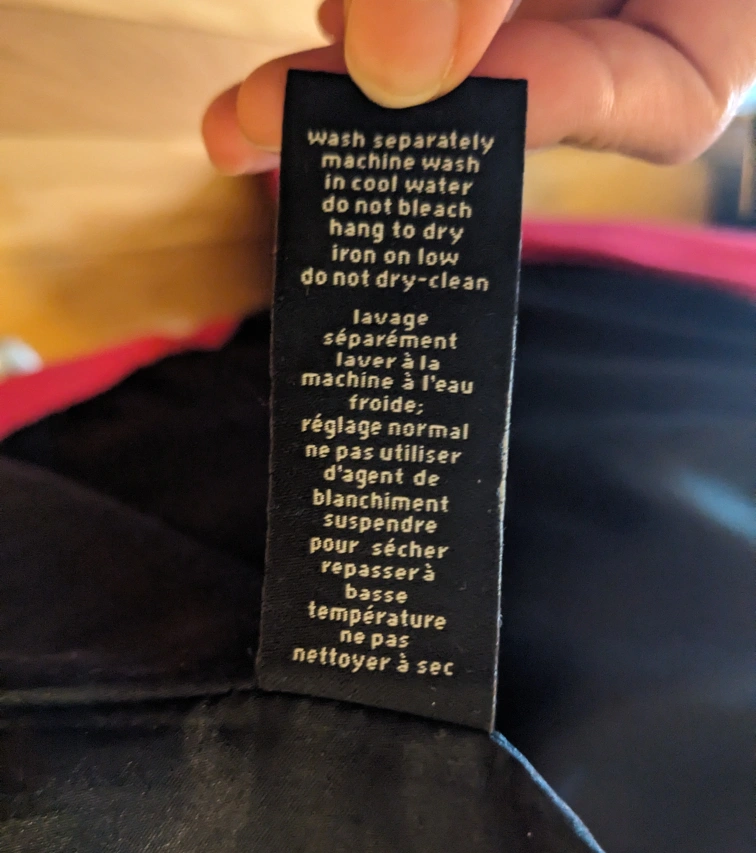 wash separately
machine wash
in cool water
do not bleach
hang to dry
iron on low
do not dry-clean
lavage
séparément
laver à la
machine à l'eau
froide;
réglage normal
ne pas utiliser
d'agent de
blanchiment
suspendre
pour sécher
repasser à
basse
température
ne pas
nettoyer à sec